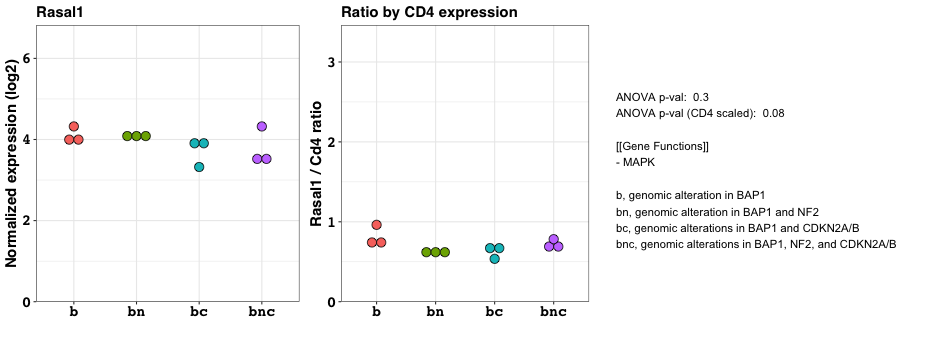 Rasal1
Normalized expression (log2)
6
4
2
0
b bn bc bnc
Ratio by CD4 expression
Rasal1 / Cd4 ratio
3
2
1
0
b bn bc bnc
ANOVA p-val: 0.3
ANOVA p-val (CD4 scaled): 0.08
[[Gene Functions]]
- MAPK
b, genomic alteration in BAP1
bn, genomic alteration in BAP1 and NF2
bc, genomic alterations in BAP1 and CDKN2A/B
bnc, genomic alterations in BAP1, NF2, and CDKN2A/B